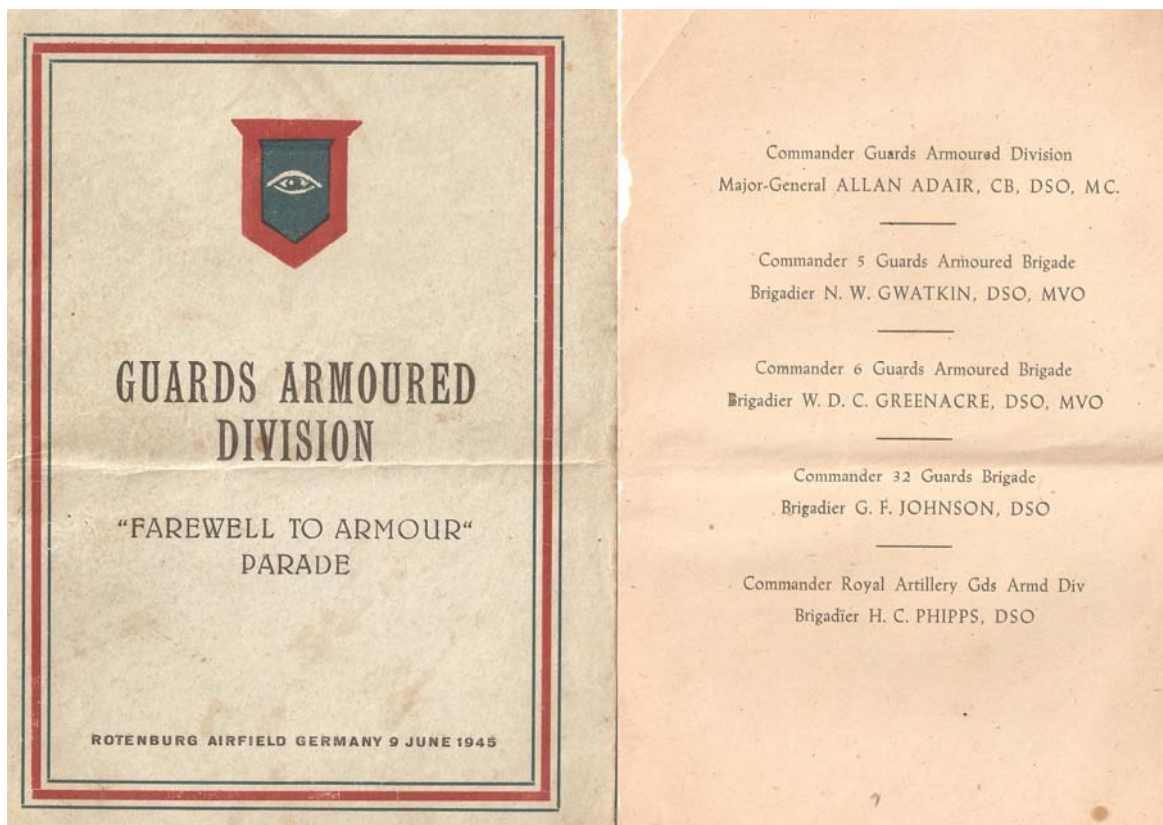 GUARDS ARMOURED
DIVISION
“FAREWELL TO ARMOUR“
PARADE
ROTENBURG AIRFIELD GERMANY 9 JUNE 1945
Commander Guards Armoured Division
Major-General ALLAN ADAIR, CB, DSO, MC.
Commander 5 Guards Armoured Brigade
Brigadier N. W. GWATKIN, DSO, MVO
Commander 6 Guards Armoured Brigade
Brigadier W. D. C. GREENACRE, DSO, MVO
Commander 32 Guards Brigade
Brigadier G. F. JOHNSON, DSO
Commander Royal Artillery Gds Armd Div
Brigadier H. C. PHIPPS, DSO